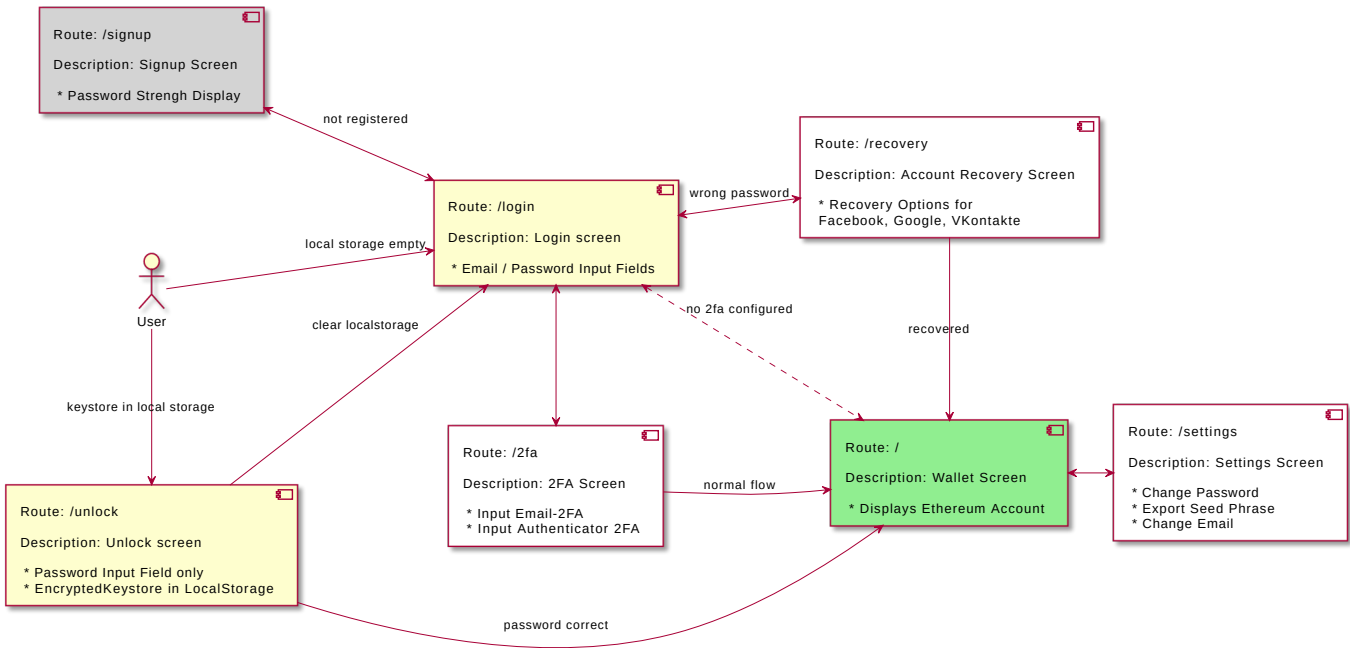 Route: /signup
Description: Signup Screen
* Password Strengh Display
not registered
Route: /recovery
Description: Account Recovery Screen
* Recovery Options for
Facebook, Google, VKontakte
wrong password
Route: /login
Description: Login screen
* Email / Password Input Fields
local storage empty
User
clear localstorage
no 2fa configured
recovered
keystore in local storage
Route: /unlock
Description: Unlock screen
* Password Input Field only
* EncryptedKeystore in LocalStorage
Route: /2fa
Description: 2FA Screen
* Input Email-2FA
* Input Authenticator 2FA
normal flow
Route: /
Description: Wallet Screen
* Displays Ethereum Account
Route: /settings
Description: Settings Screen
* Change Password
* Export Seed Phrase
* Change Email
password correct